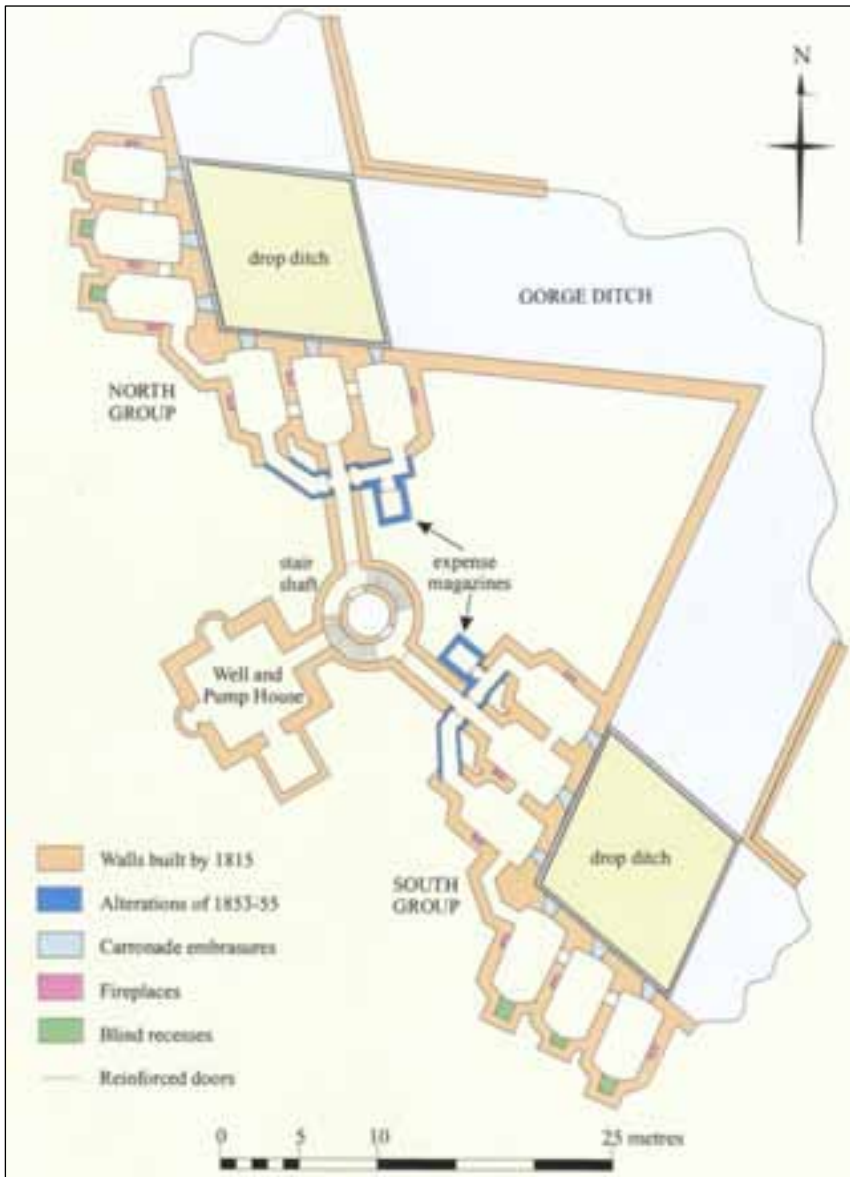 N
drop ditch
GORGE DITCH
NORTH
GROUP
stair
shaft
expense
magazines
Well and
Pump House
drop ditch
SOUTH
GROUP
Walls built by 1815
Alterations of 1853-55
Carronade embrasures
Fireplaces
Blind recesses
Reinforced doors
0 5 10 25 metres